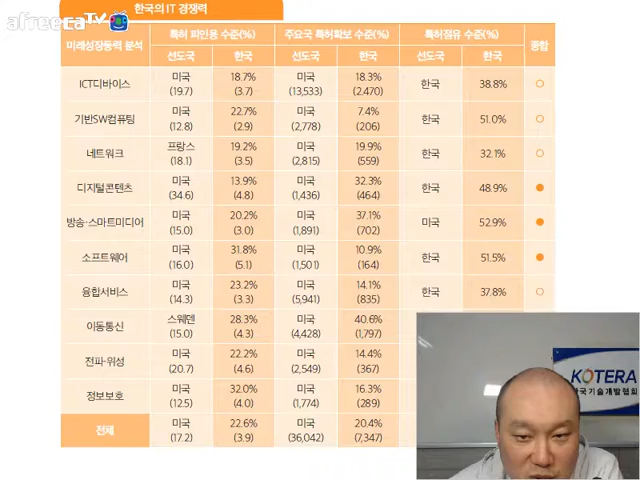 한국의 IT 경쟁력
afreecaTV
미래성장동력 분석 특허 피인용 수준(%) 주요국 특허확보 수준(%) 특허점유 수준(%) 종합
선도국 한국 선도국 한국 선도국 한국
ICT디바이스 미국 18.7% 미국 18.3% 한국 38.8% ○
(19.7) (3.7) (13,533) (2,470)
기반SW컴퓨팅 미국 22.7% 미국 7.4% 한국 51.0% ○
(12.8) (2.9) (2,778) (206)
네트워크 프랑스 19.2% 미국 19.9% 한국 32.1% ○
(18.1) (3.5) (2,815) (559)
디지털콘텐츠 미국 13.9% 미국 32.3% 한국 48.9% ●
(34.6) (4.8) (1,436) (464)
방송·스마트미디어 미국 20.2% 미국 37.1% 미국 52.9% ●
(15.0) (3.0) (1,891) (702)
소프트웨어 미국 31.8% 미국 10.9% 한국 51.5% ●
(16.0) (5.1) (1,501) (164)
융합서비스 미국 23.2% 미국 14.1% 한국 37.8% ○
(14.3) (3.3) (5,941) (835)
이동통신 스웨덴 28.3% 미국 40.6%
(15.0) (4.3) (4,428) (1,797)
전파·위성 미국 22.2% 미국 14.4%
(20.7) (4.6) (2,549) (367)
정보보호 미국 32.0% 미국 16.3%
(12.5) (4.0) (1,774) (289)
전체 미국 22.6% 미국 20.4%
(17.2) (3.9) (36,042) (7,347)
KOTERA
한국기술개발협회